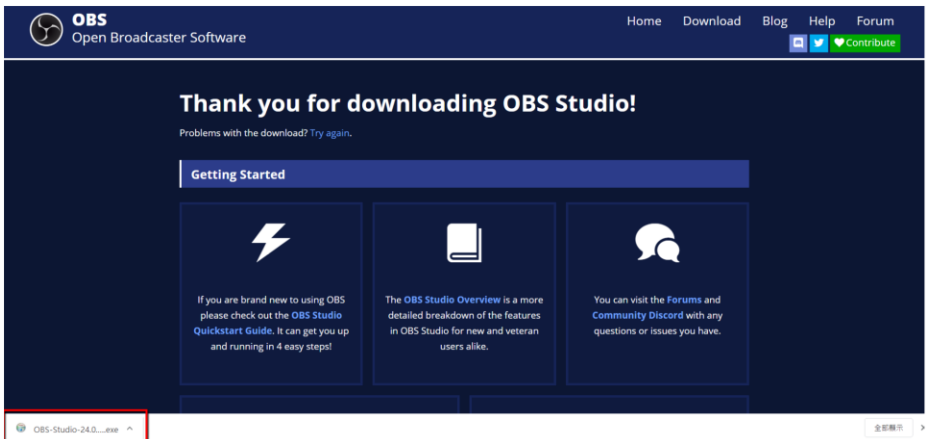 OBS
Open Broadcaster Software
Home Download Blog Help Forum
Contribute
Thank you for downloading OBS Studio!
Problems with the download? Try again.
Getting Started
If you are brand new to using OBS
please check out the OBS Studio
Quickstart Guide. It can get you up
and running in 4 easy steps!
The OBS Studio Overview is a more
detailed breakdown of the features
in OBS Studio for new and veteran
users alike.
You can visit the Forums and
Community Discord with any
questions or issues you have.
OBS-Studio-24.0....exe
全部顯示